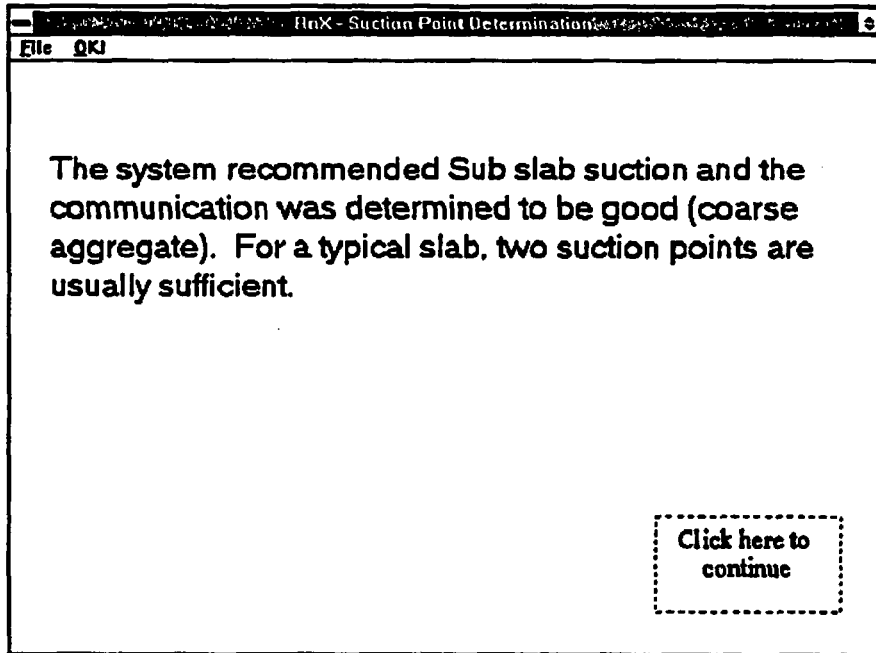 RnX - Suction Point Determination
File OK!
The system recommended Sub slab suction and the
communication was determined to be good (coarse
aggregate). For a typical slab, two suction points are
usually sufficient.
Click here to
continue